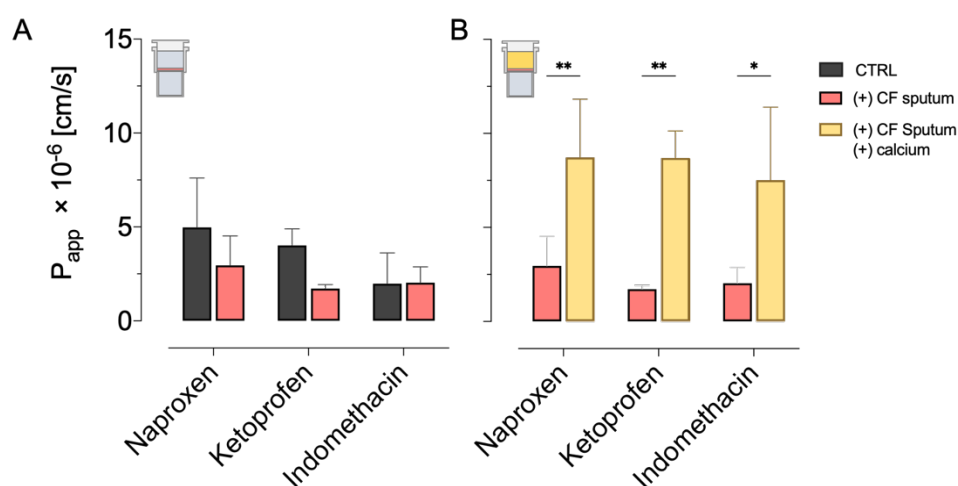 A
B
15
10
5
0
Papp × 10-6 [cm/s]
Naproxen
Ketoprofen
Indomethacin
**
**
*
Naproxen
Ketoprofen
Indomethacin
CTRL
(+) CF sputum
(+) CF Sputum
(+) calcium